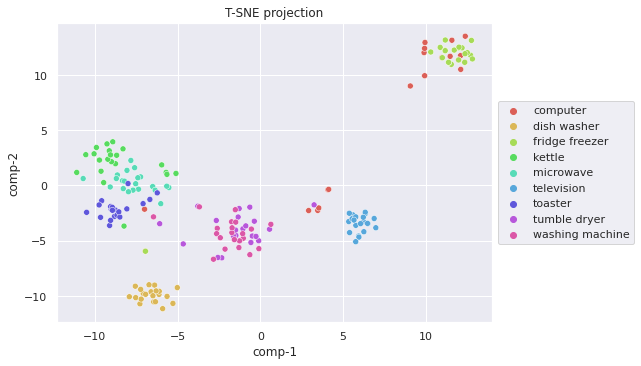 T-SNE projection
comp-2
10
5
0
−5
−10
−10
−5
0
5
10
comp-1
computer
dish washer
fridge freezer
kettle
microwave
television
toaster
tumble dryer
washing machine